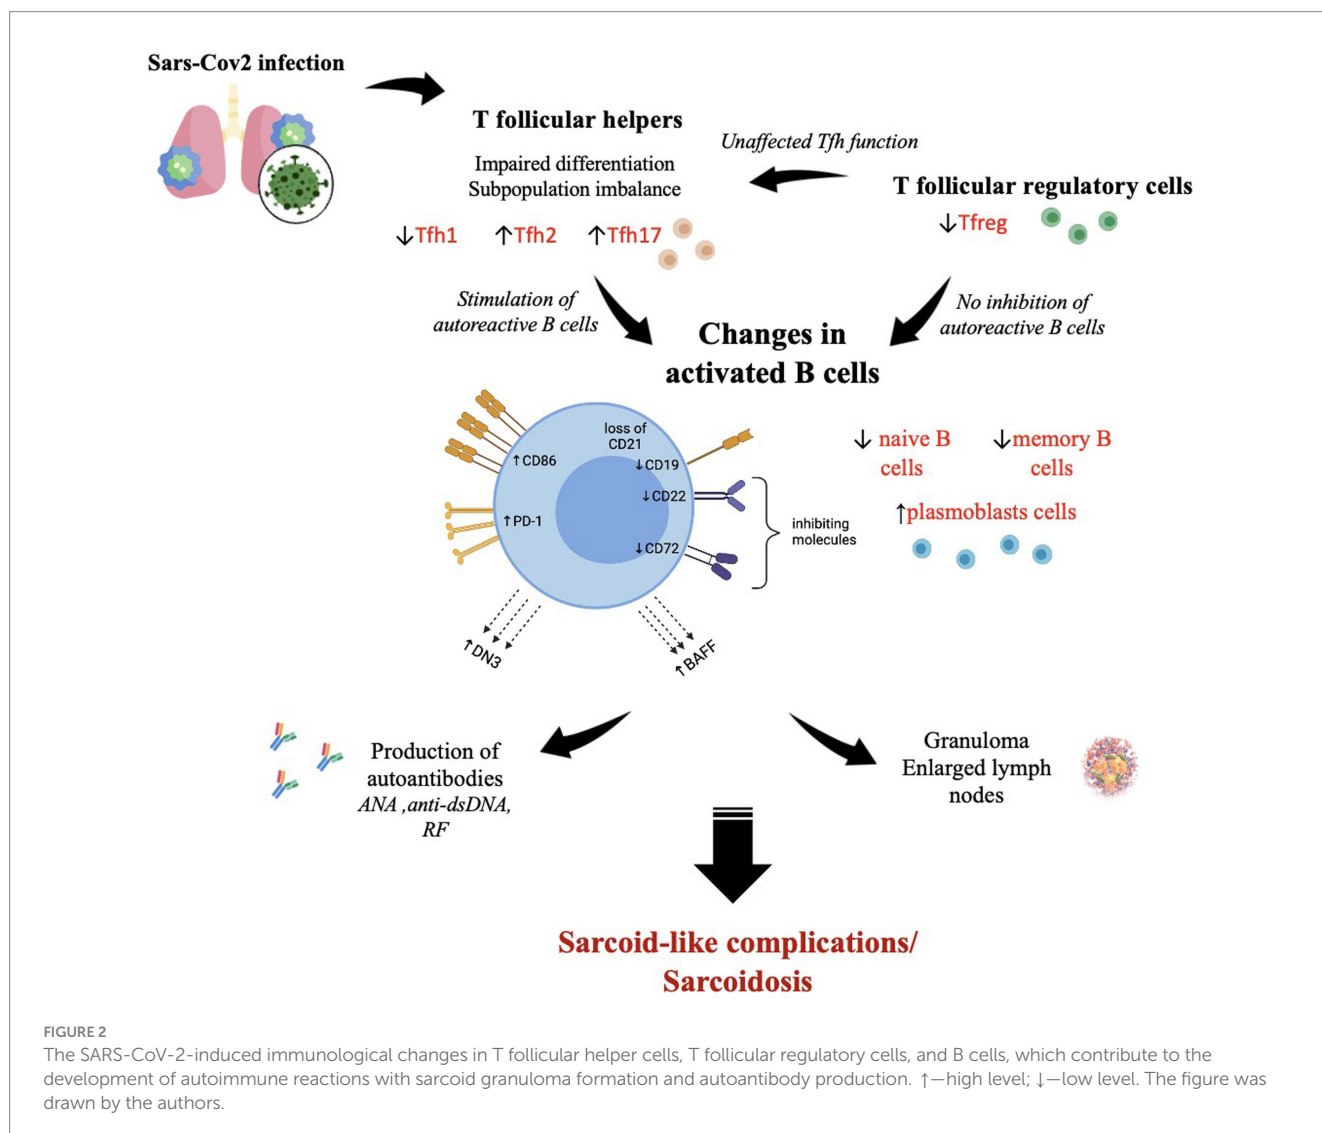 Sars-Cov2 infection
T follicular helpers
Impaired differentiation
Subpopulation imbalance
↓Tfh1 ↑Tfh2 ↑Tfh17
Unaffected Tfh function
T follicular regulatory cells
↓Tfreg
Stimulation of
autoreactive B cells
No inhibition of
autoreactive B cells
Changes in
activated B cells
loss of
CD21
↑CD86
↓CD19
↓CD22
↑PD-1
↓CD72
inhibiting
molecules
↓ naive B
cells
↓memory B
cells
↑plasmoblasts cells
↑DN3
↑BAFF
Production of
autoantibodies
ANA ,anti-dsDNA,
RF
Granuloma
Enlarged lymph
nodes
Sarcoid-like complications/
Sarcoidosis
FIGURE 2
The SARS-CoV-2-induced immunological changes in T follicular helper cells, T follicular regulatory cells, and B cells, which contribute to the
development of autoimmune reactions with sarcoid granuloma formation and autoantibody production. ↑—high level; ↓—low level. The figure was
drawn by the authors.